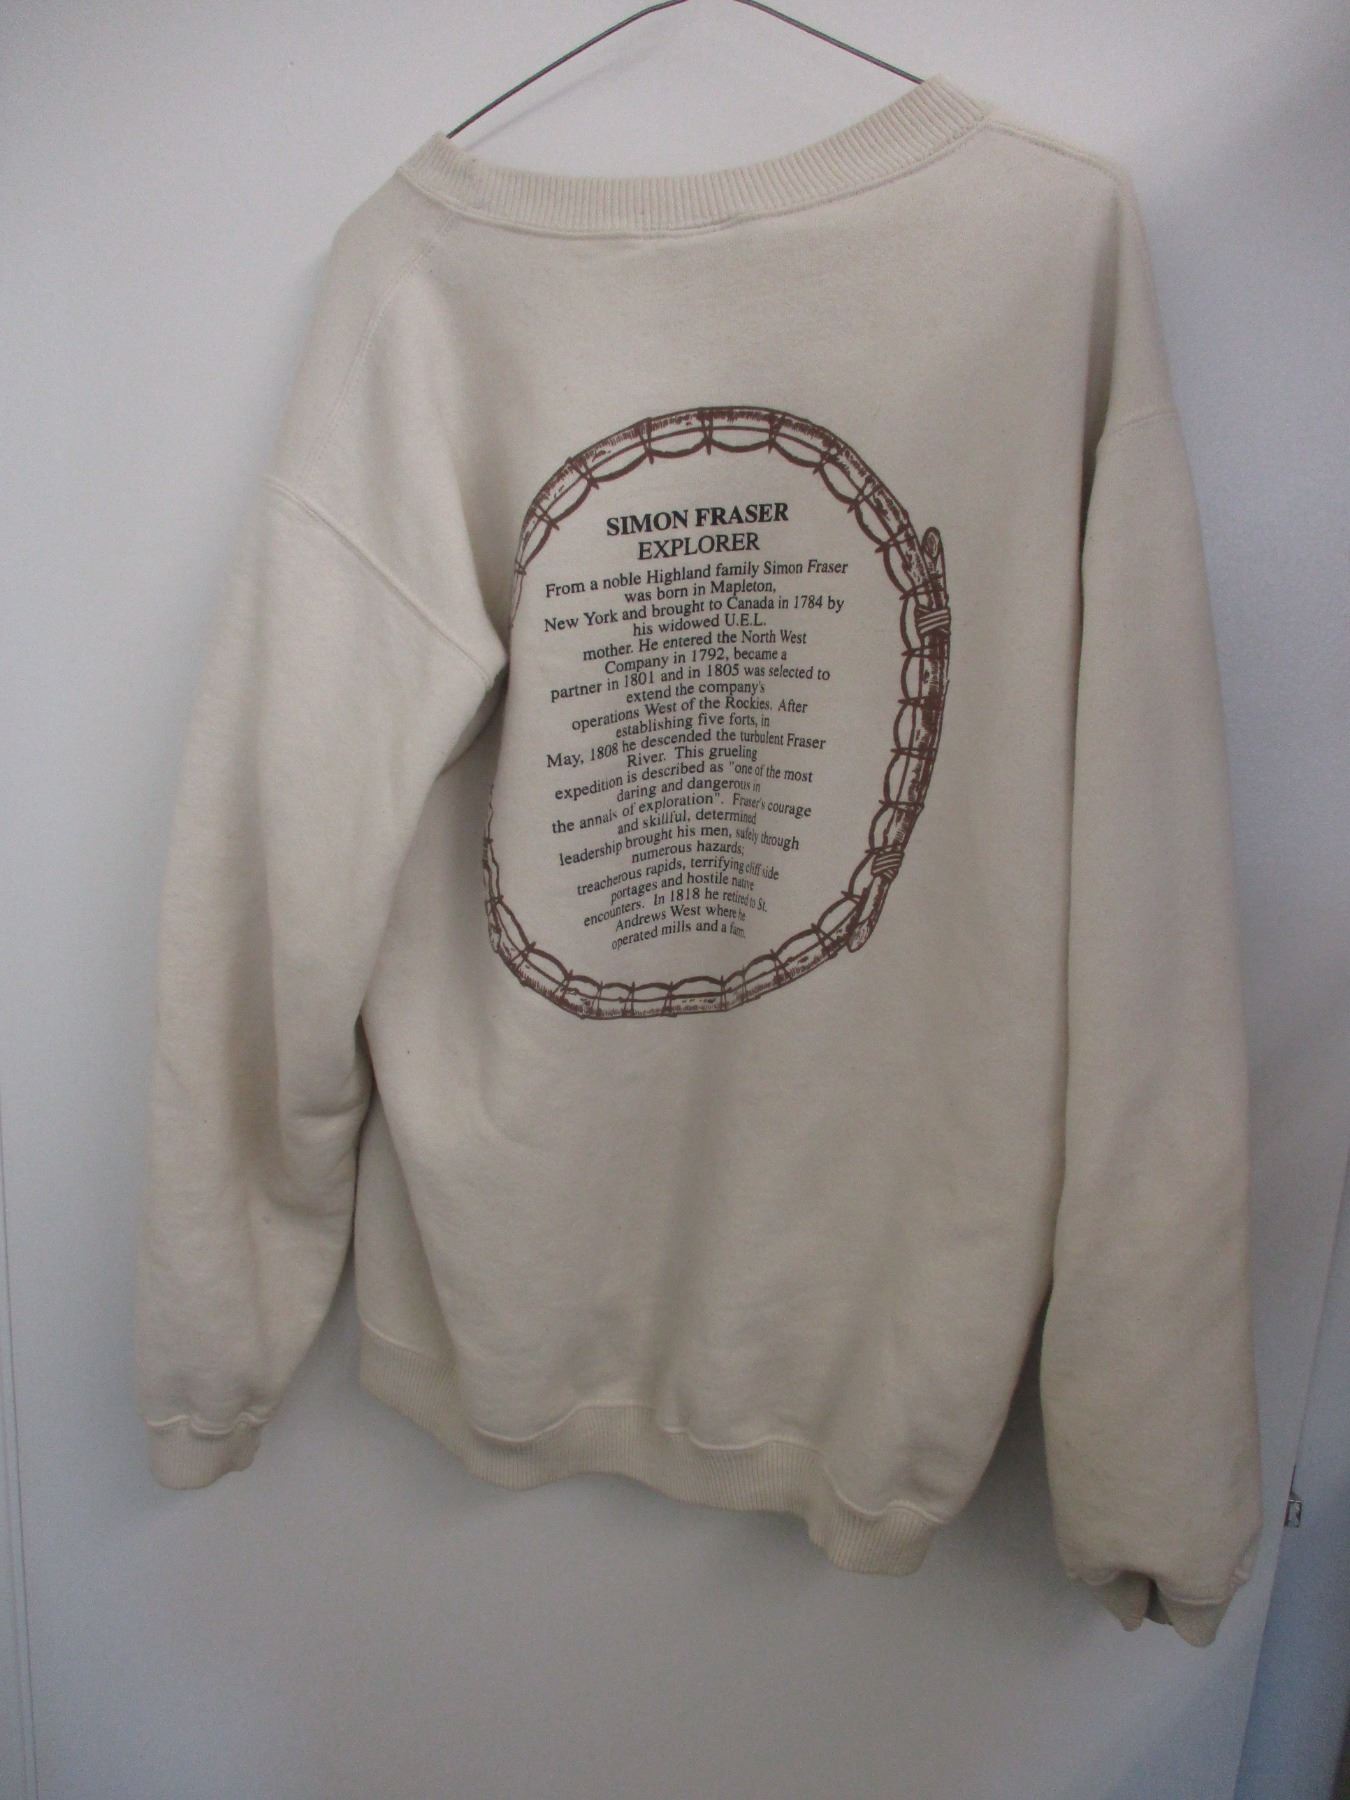 SIMON FRASER
EXPLORER
From a noble Highland family Simon Fraser
was born in Mapleton,
New York and brought to Canada in 1784 by
his widowed U.E.L.
mother. He entered the North West
Company in 1792, became a
partner in 1801 and in 1805 was selected to
extend the company's
operations West of the Rockies. After
establishing five forts, in
May, 1808 he descended the turbulent Fraser
River. This grueling
expedition is described as "one of the most
daring and dangerous in
the annals of exploration". Fraser's courage
and skillful, determined
leadership brought his men, safely through
numerous hazards;
treacherous rapids, terrifying cliff side
portages and hostile native
encounters. In 1818 he retired to St.
Andrews West where he
operated mills and a farm.